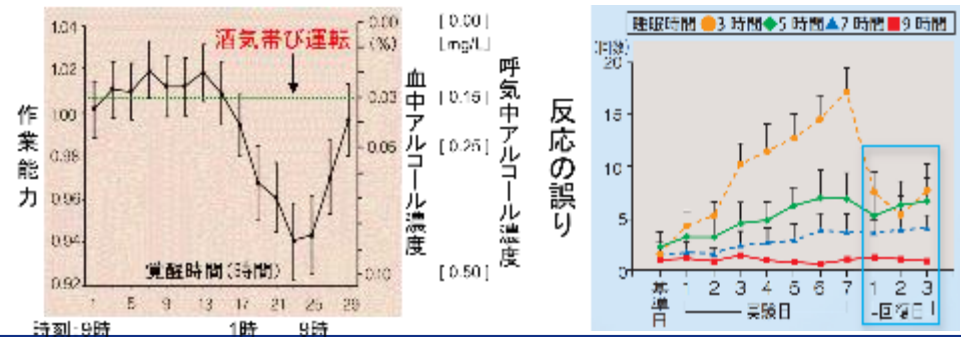 1.04
1.02
1.00
0.98
0.96
0.94
0.92
作業能力
酒気帯び運転
0.00
(%)
0.03
0.05
0.10
血中アルコール濃度
[0.00]
[mg/L]
[0.15]
[0.25]
[0.50]
呼気中アルコール濃度
覚醒時間(時間)
1 5 9 13 17 21 25 29
時刻:9時 1時 9時
睡眠時間 3時間 5時間 7時間 9時間
(回数)
20
15
10
5
0
反応の誤り
基準日 1 2 3 4 5 6 7 1 2 3
実験日 回復日